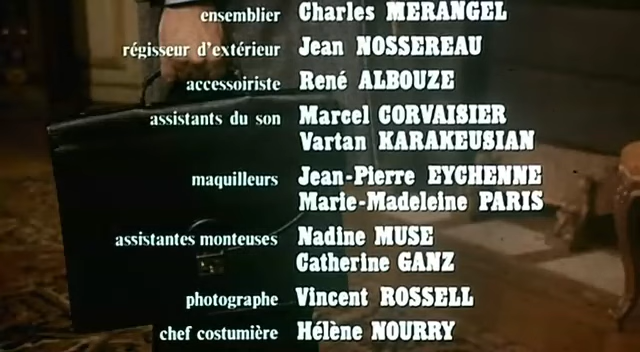 ensemblier Charles MERANGEL
régisseur d'extérieur Jean NOSSEREAU
accessoiriste René ALBOUZE
assistants du son Marcel CORVAISIER
Vartan KARAKEUSIAN
maquilleurs Jean-Pierre EYCHENNE
Marie-Madeleine PARIS
assistantes monteuses Nadine MUSE
Catherine GANZ
photographe Vincent ROSSELL
chef costumière Hélène NOURRY